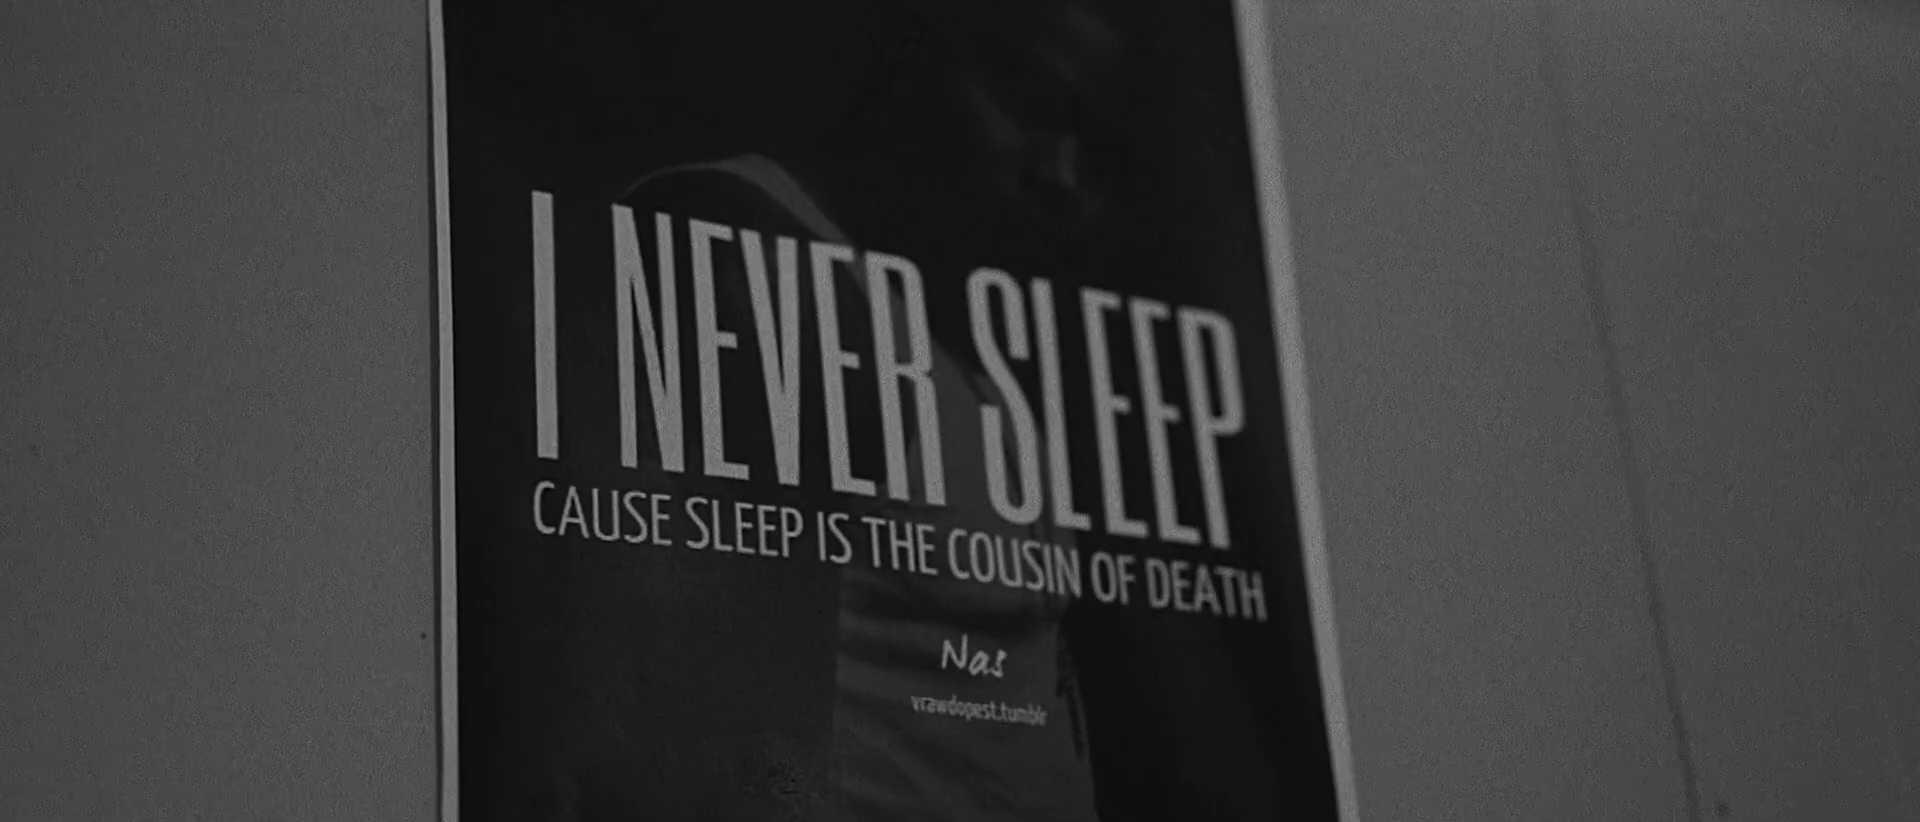 I NEVER SLEEP
CAUSE SLEEP IS THE COUSIN OF DEATH
Nas
vrawdopest.tumblr